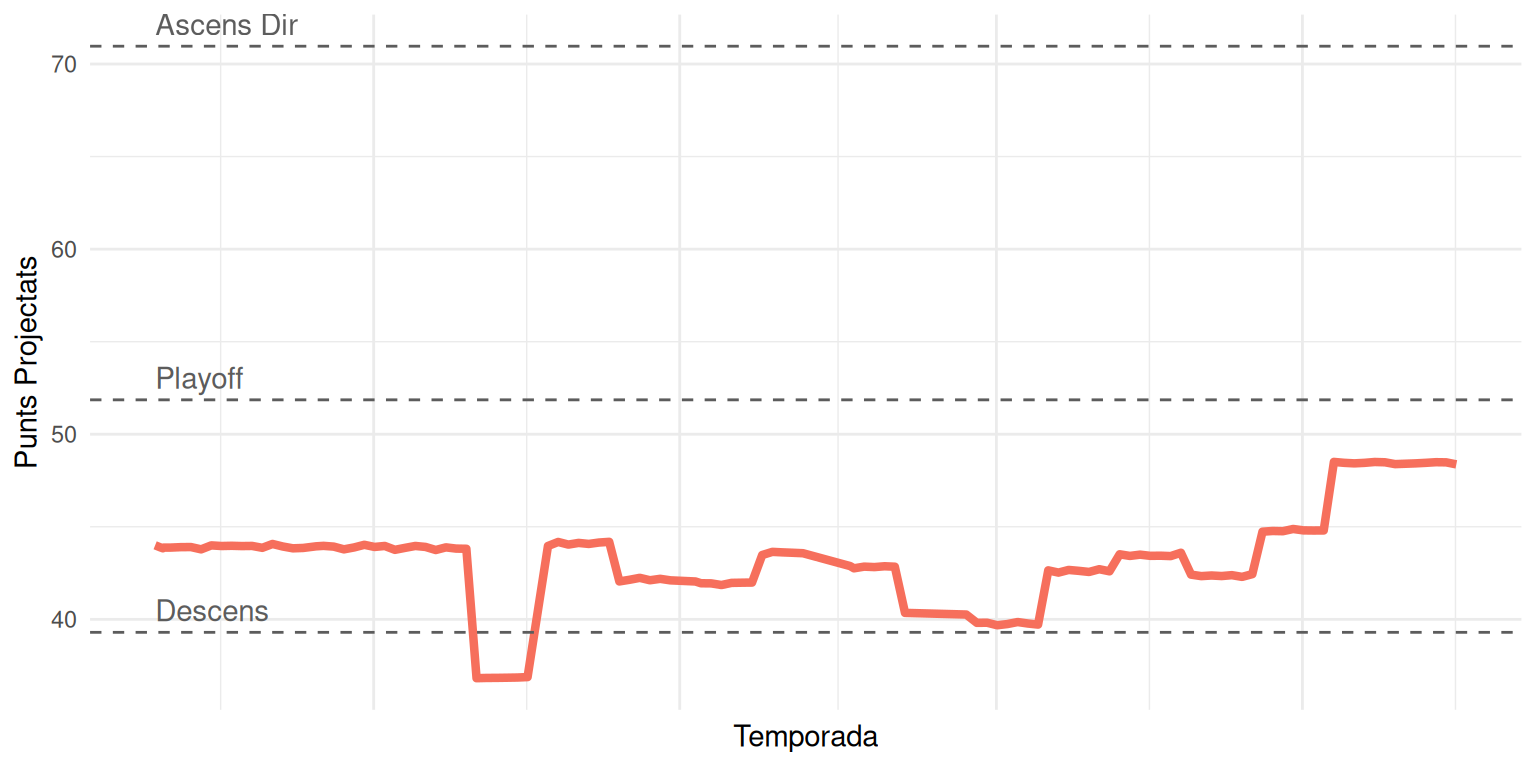 Ascens Dir
70
60
Playoff
50
Descens
40
Punts Projectats
Temporada